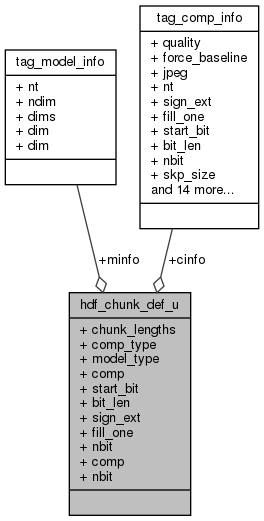 tag_comp_info
+ quality
+ force_baseline
+ jpeg
+ nt
+ sign_ext
+ fill_one
+ start_bit
+ bit_len
+ nbit
+ skp_size
and 14 more...
tag_model_info
+ nt
+ ndim
+ dims
+ dim
+ dim
+minfo
+cinfo
hdf_chunk_def_u
+ chunk_lengths
+ comp_type
+ model_type
+ comp
+ start_bit
+ bit_len
+ sign_ext
+ fill_one
+ nbit
+ comp
+ nbit